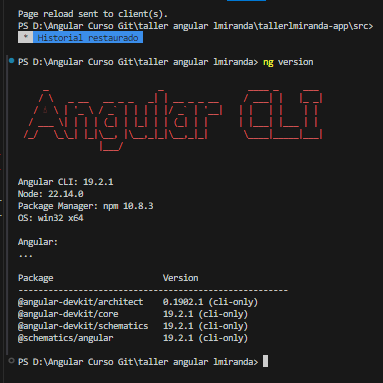 Page reload sent to client(s).
PS D:\Angular Curso Git\taller angular lmiranda\tallerlmiranda-app\src>
* Historial restaurado
PS D:\Angular Curso Git\taller angular lmiranda> ng version
Angular CLI
Angular CLI: 19.2.1
Node: 22.14.0
Package Manager: npm 10.8.3
OS: win32 x64
Angular:
...
Package Version
------------------------------------------------------
@angular-devkit/architect 0.1902.1 (cli-only)
@angular-devkit/core 19.2.1 (cli-only)
@angular-devkit/schematics 19.2.1 (cli-only)
@schematics/angular 19.2.1 (cli-only)
PS D:\Angular Curso Git\taller angular lmiranda>